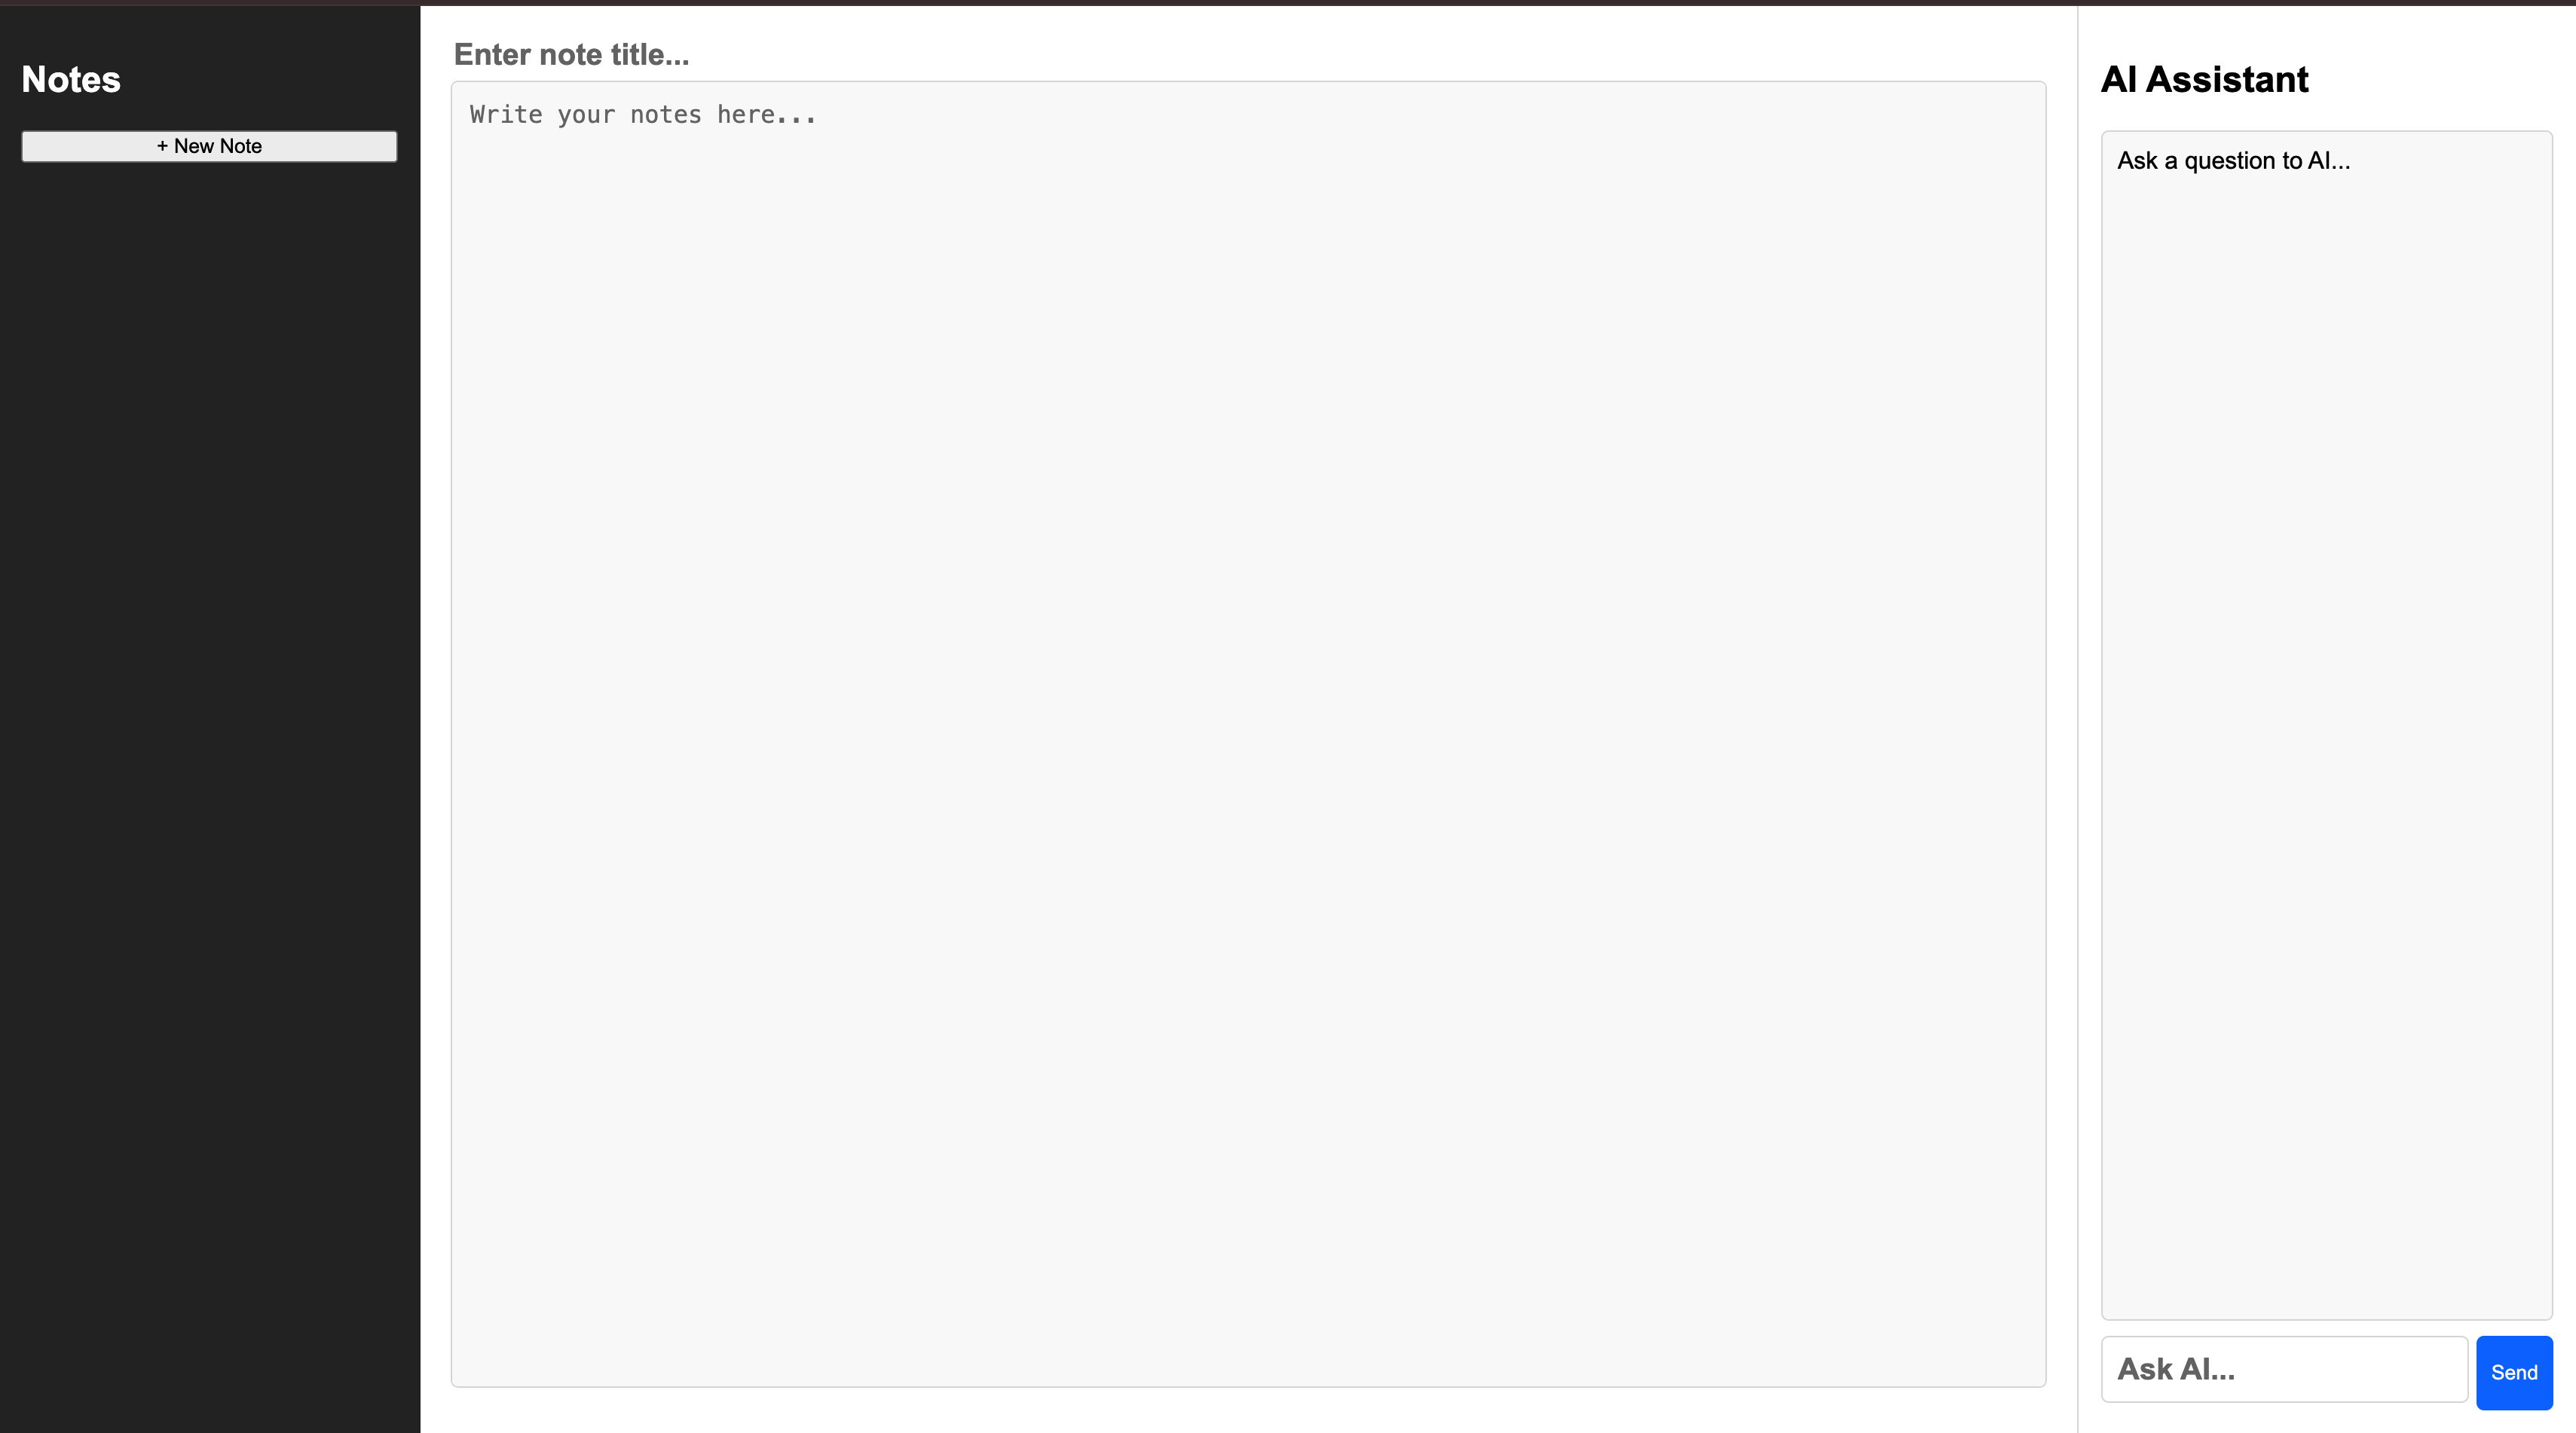 Notes
+ New Note
Enter note title...
Write your notes here...
AI Assistant
Ask a question to AI...
Ask AI...
Send